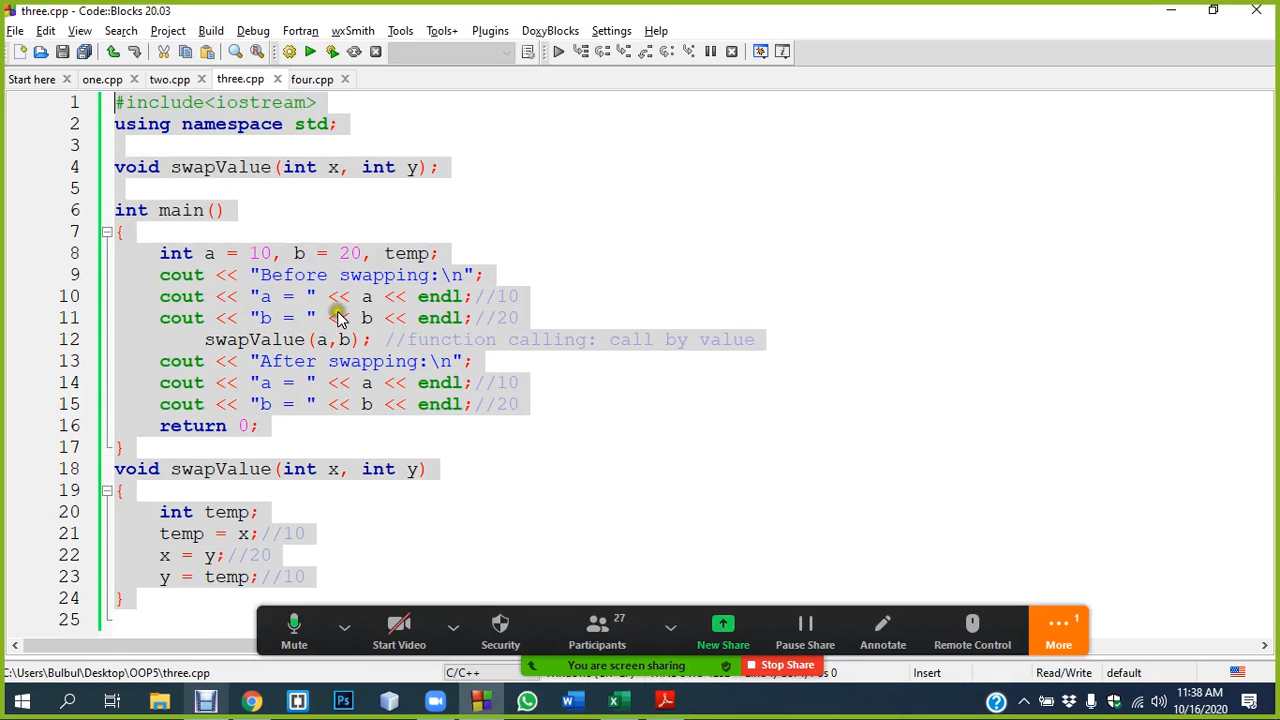 three.cpp - Code::Blocks 20.03
File Edit View Search Project Build Debug Fortran wxSmith Tools Tools+ Plugins DoxyBlocks Settings Help
Start here one.cpp two.cpp three.cpp four.cpp
1 #include<iostream>
2 using namespace std;
3
4 void swapValue(int x, int y);
5
6 int main()
7 {
8 int a = 10, b = 20, temp;
9 cout << "Before swapping:\n";
10 cout << "a = " << a << endl;//10
11 cout << "b = " << b << endl;//20
12 swapValue(a,b); //function calling: call by value
13 cout << "After swapping:\n";
14 cout << "a = " << a << endl;//10
15 cout << "b = " << b << endl;//20
16 return 0;
17 }
18 void swapValue(int x, int y)
19 {
20 int temp;
21 temp = x;//10
22 x = y;//20
23 y = temp;//10
24 }
25
Mute Start Video Security Participants 27 New Share Pause Share Annotate Remote Control More 1
You are screen sharing Stop Share
C:\Users\Bulbul\Desktop\OOP5\three.cpp C/C++ Insert Read/Write default
11:38 AM
10/16/2020